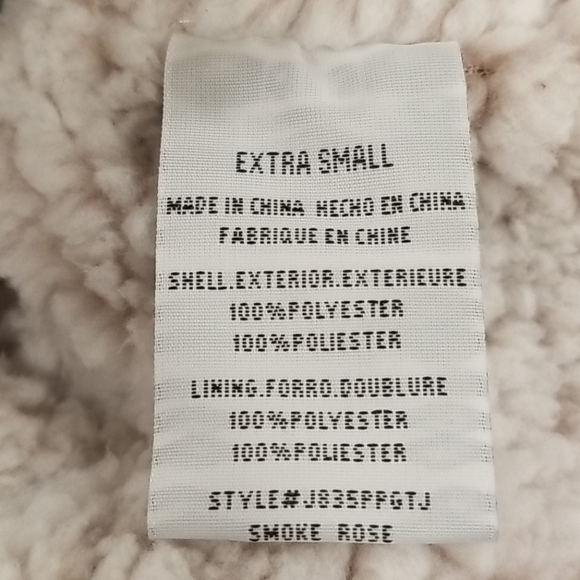 EXTRA SMALL
MADE IN CHINA HECHO EN CHINA
FABRIQUE EN CHINE
SHELL.EXTERIOR.EXTERIEURE
100%POLYESTER
100%POLIESTER
LINING.FORRO.DOUBLURE
100%POLYESTER
100%POLIESTER
STYLE#J835PPGTJ
SMOKE ROSE